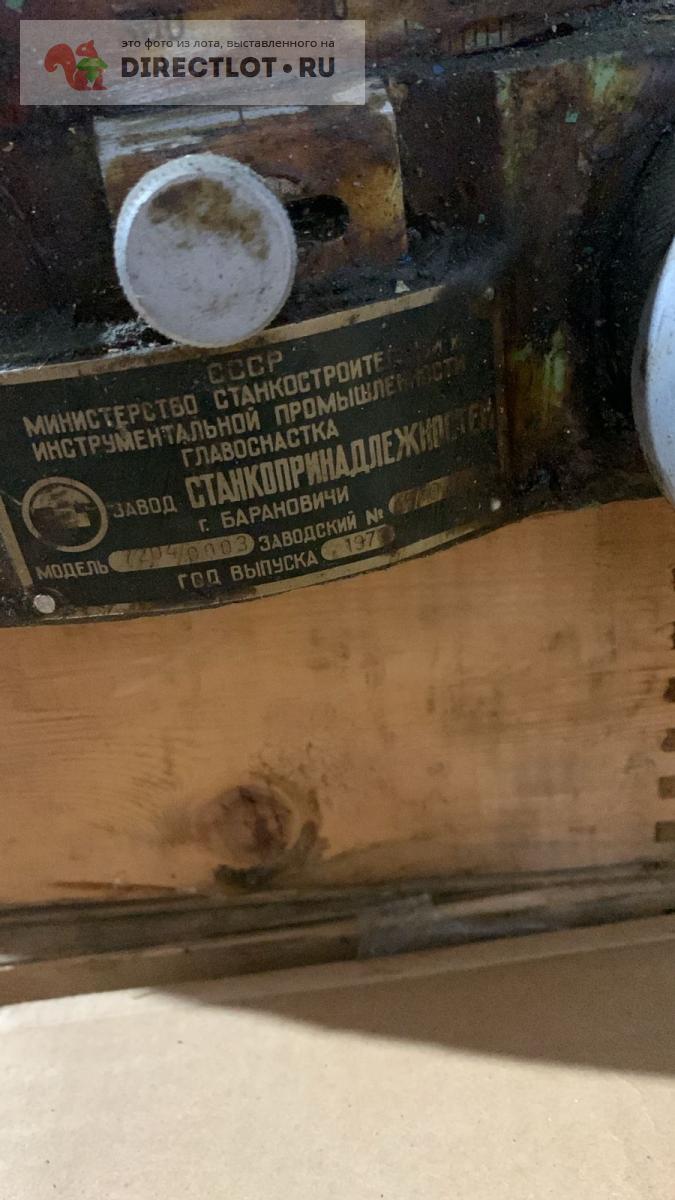 это фото из лота, выставленного на
DIRECTLOT.RU
СССР
МИНИСТЕРСТВО СТАНКОСТРОИТЕЛЬНОЙ И
ИНСТРУМЕНТАЛЬНОЙ ПРОМЫШЛЕННОСТИ
ГЛАВОСНАСТКА
ЗАВОД СТАНКОПРИНАДЛЕЖНОСТЕЙ
г. БАРАНОВИЧИ
МОДЕЛЬ 7204/0003 ЗАВОДСКИЙ №
ГОД ВЫПУСКА